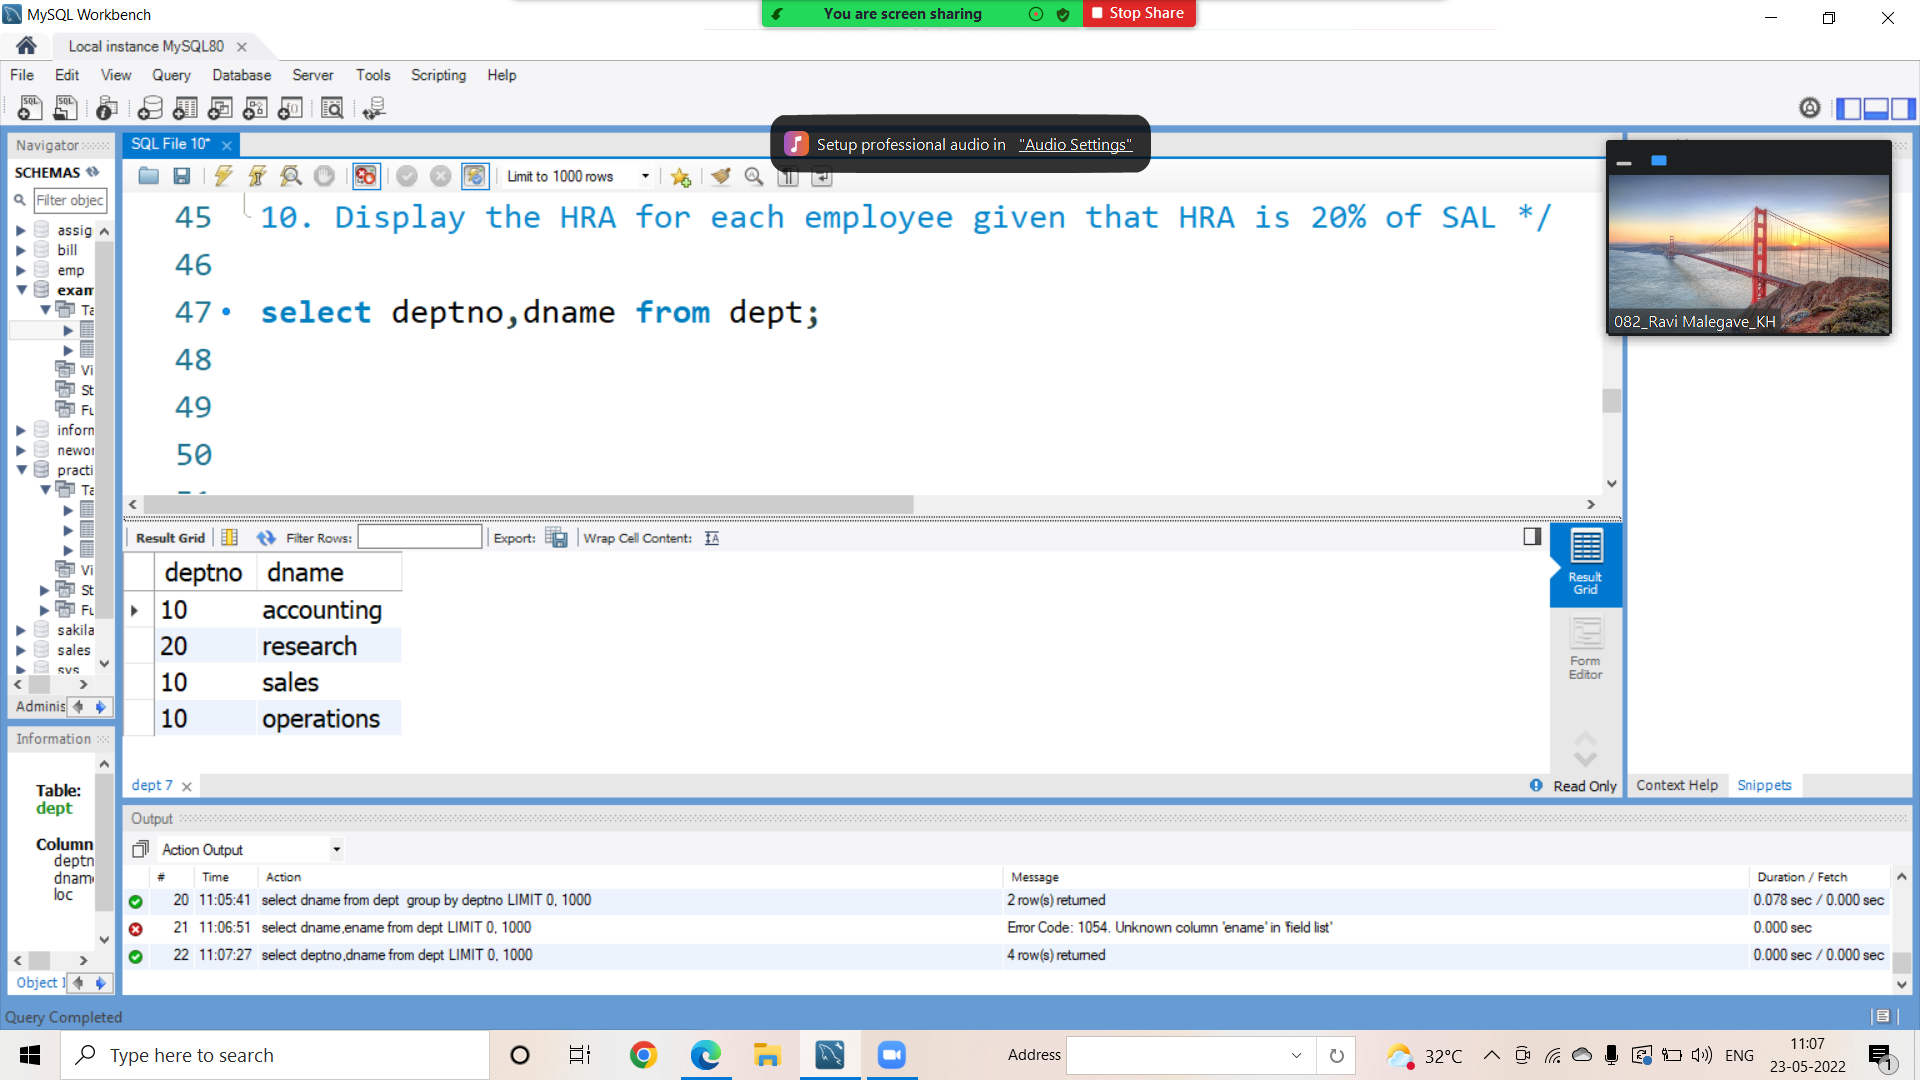 MySQL Workbench
You are screen sharing
Stop Share
Local instance MySQL80
File Edit View Query Database Server Tools Scripting Help
Navigator
SQL File 10*
Setup professional audio in "Audio Settings"
SCHEMAS
Filter objec
Limit to 1000 rows
assig
bill
emp
exam
Ta
Vi
St
Fu
inform
newor
practi
Ta
Vi
St
Fu
sakila
sales
sys
Adminis
45 10. Display the HRA for each employee given that HRA is 20% of SAL */
46
47 select deptno,dname from dept;
48
49
50
082_Ravi Malegave_KH
Result Grid Filter Rows: Export: Wrap Cell Content:
deptno dname
10 accounting
20 research
10 sales
10 operations
Result Grid
Form Editor
dept 7
Read Only
Context Help Snippets
Information
Table:
dept
Column
deptn
dname
loc
Object I
Output
Action Output
# Time Action Message Duration / Fetch
20 11:05:41 select dname from dept group by deptno LIMIT 0, 1000 2 row(s) returned 0.078 sec / 0.000 sec
21 11:06:51 select dname,ename from dept LIMIT 0, 1000 Error Code: 1054. Unknown column 'ename' in 'field list' 0.000 sec
22 11:07:27 select deptno,dname from dept LIMIT 0, 1000 4 row(s) returned 0.000 sec / 0.000 sec
Query Completed
Type here to search
Address
32°C
ENG
11:07
23-05-2022
1